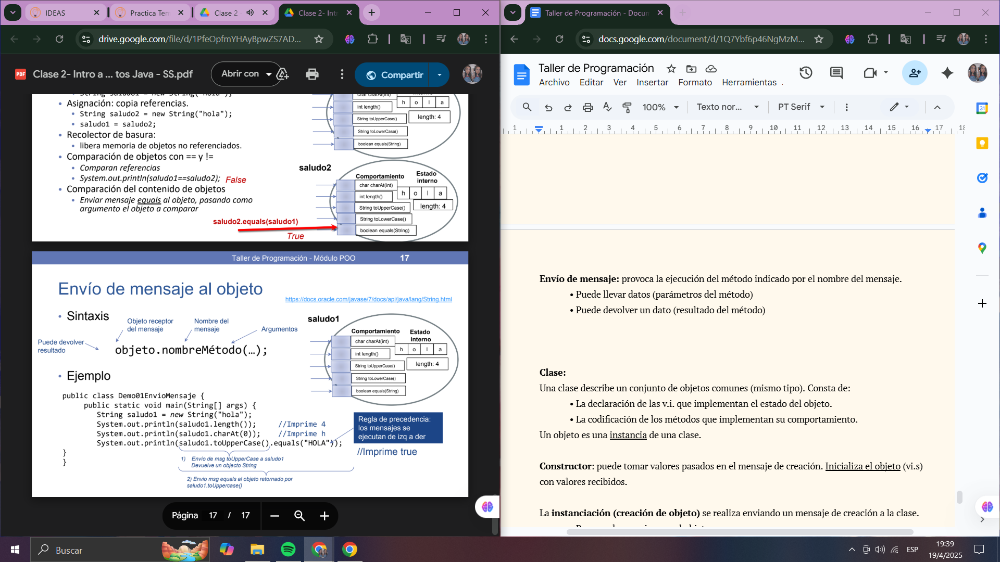 IDEAS
Practica Tem
Clase 2
Clase 2- Intr
drive.google.com/file/d/1PfeOpfmYHAyBpwZS7AD...
PDF
Clase 2- Intro a ... tos Java - SS.pdf
Abrir con
Compartir
• Asignación: copia referencias.
• String saludo2 = new String("hola");
• saludo1 = saludo2;
• Recolector de basura:
• libera memoria de objetos no referenciados.
• Comparación de objetos con == y !=
• Comparan referencias
• System.out.println(saludo1==saludo2); False
• Comparación del contenido de objetos
• Enviar mensaje equals al objeto, pasando como
argumento el objeto a comparar
saludo2.equals(saludo1)
True
char charAt(int)
h o l a
int length()
length: 4
String toUpperCase()
String toLowerCase()
boolean equals(String)
saludo2
Comportamiento
Estado
interno
char charAt(int)
h o l a
int length()
length: 4
String toUpperCase()
String toLowerCase()
boolean equals(String)
Taller de Programación - Módulo POO 17
Envío de mensaje al objeto
https://docs.oracle.com/javase/7/docs/api/java/lang/String.html
• Sintaxis
Objeto receptor
del mensaje
Nombre del
mensaje
Argumentos
Puede devolver
resultado
objeto.nombreMétodo(…);
saludo1
Comportamiento
Estado
interno
char charAt(int)
h o l a
int length()
length: 4
String toUpperCase()
String toLowerCase()
boolean equals(String)
• Ejemplo
public class Demo01EnvioMensaje {
public static void main(String[] args) {
String saludo1 = new String("hola");
System.out.println(saludo1.length()); //Imprime 4
System.out.println(saludo1.charAt(0)); //Imprime h
System.out.println(saludo1.toUpperCase().equals("HOLA"));
}
}
Regla de precedencia:
los mensajes se
ejecutan de izq a der
//Imprime true
1) Envío de msg toUpperCase a saludo1
Devuelve un objecto String
2) Envio msg equals al objeto retornado por
saludo1.toUppercase()
Página 17 / 17
Taller de Programación - Docum
docs.google.com/document/d/1Q7Ybf6p46NgMzM...
Taller de Programación
Archivo Editar Ver Insertar Formato Herramientas
100% Texto nor... PT Serif
1 1 2 3 4 5 6 7 8 9 10 11 12 13 14 15 16 17 18
31
Envío de mensaje: provoca la ejecución del método indicado por el nombre del mensaje.
• Puede llevar datos (parámetros del método)
• Puede devolver un dato (resultado del método)
Clase:
Una clase describe un conjunto de objetos comunes (mismo tipo). Consta de:
• La declaración de las v.i. que implementan el estado del objeto.
• La codificación de los métodos que implementan su comportamiento.
Un objeto es una instancia de una clase.
Constructor: puede tomar valores pasados en el mensaje de creación. Inicializa el objeto (vi.s)
con valores recibidos.
La instanciación (creación de objeto) se realiza enviando un mensaje de creación a la clase.
Buscar
ESP
19:39
19/4/2025